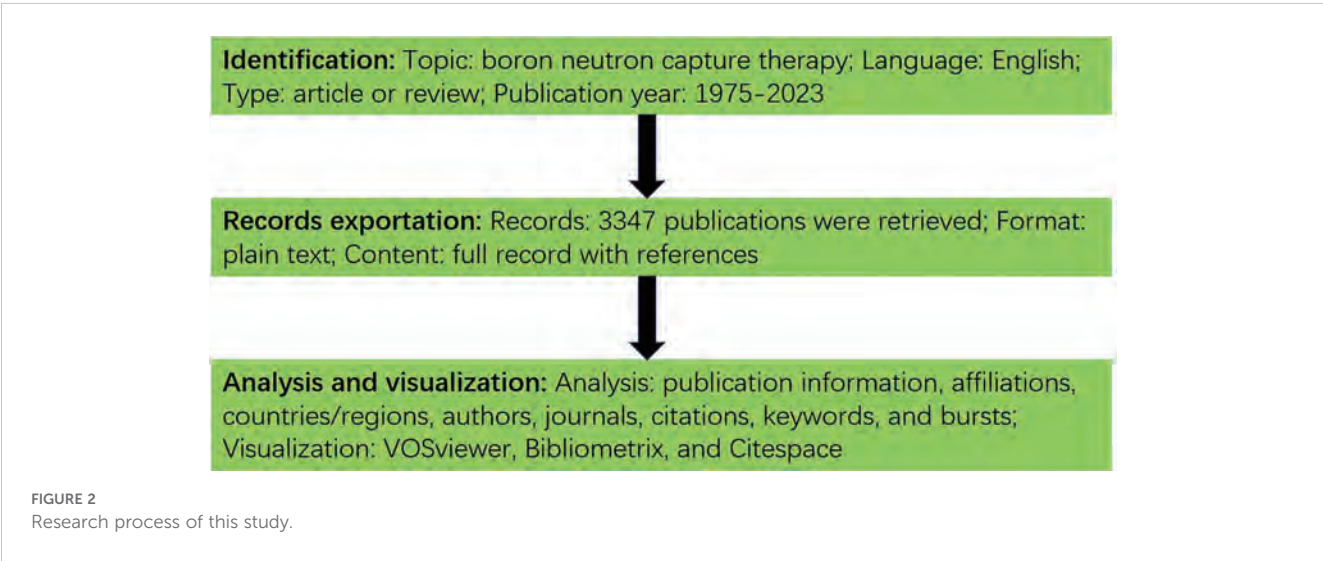 Identification: Topic: boron neutron capture therapy; Language: English;
Type: article or review; Publication year: 1975-2023
Records exportation: Records: 3347 publications were retrieved; Format:
plain text; Content: full record with references
Analysis and visualization: Analysis: publication information, affiliations,
countries/regions, authors, journals, citations, keywords, and bursts;
Visualization: VOSviewer, Bibliometrix, and Citespace
FIGURE 2
Research process of this study.